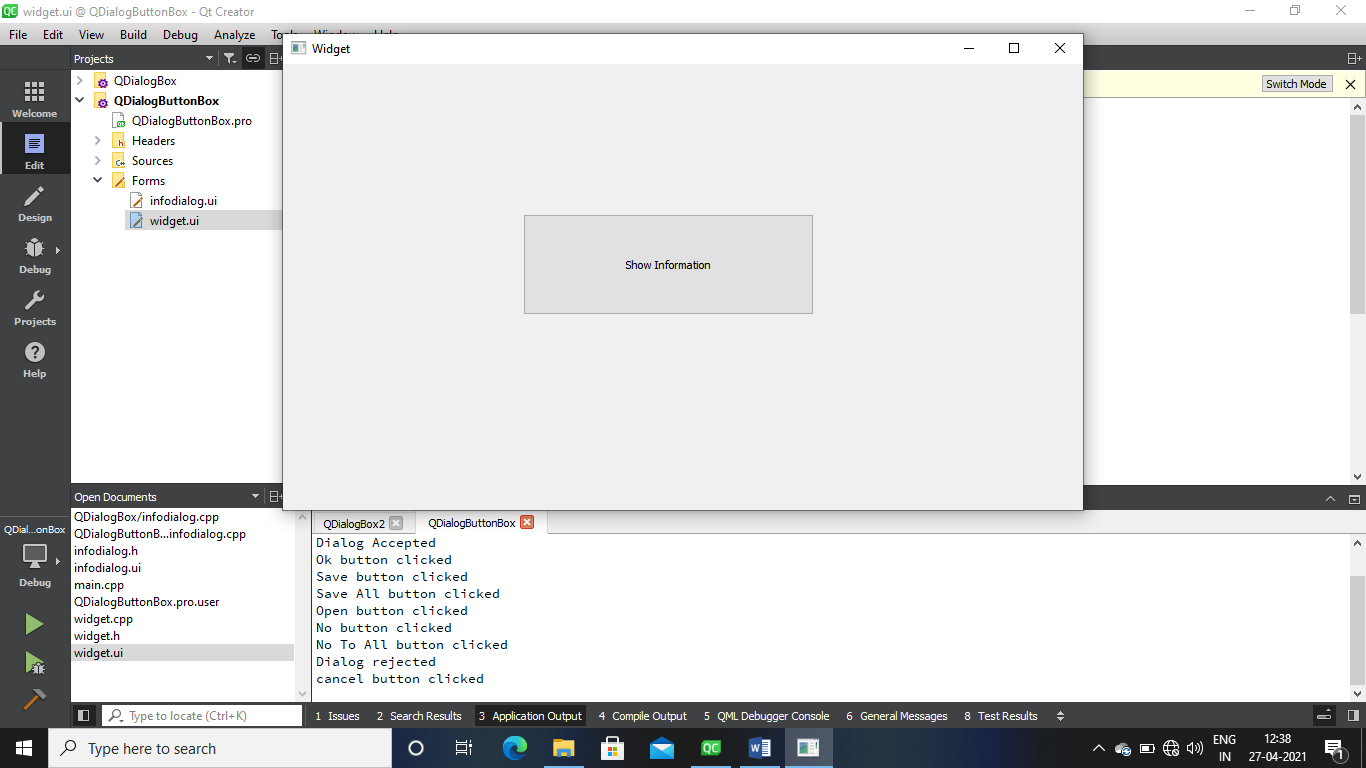 widget.ui @ QDialogButtonBox - Qt Creator
File Edit View Build Debug Analyze
Widget
Projects
Switch Mode
Welcome
Edit
Design
Debug
Projects
Help
QDialogBox
QDialogButtonBox
QDialogButtonBox.pro
Headers
Sources
Forms
infodialog.ui
widget.ui
Show Information
Open Documents
QDialogBox/infodialog.cpp
QDialogButtonB...infodialog.cpp
infodialog.h
infodialog.ui
main.cpp
QDialogButtonBox.pro.user
widget.cpp
widget.h
widget.ui
QDial...onBox
Debug
QDialogBox2 QDialogButtonBox
Dialog Accepted
Ok button clicked
Save button clicked
Save All button clicked
Open button clicked
No button clicked
No To All button clicked
Dialog rejected
cancel button clicked
Type to locate (Ctrl+K) 1 Issues 2 Search Results 3 Application Output 4 Compile Output 5 QML Debugger Console 6 General Messages 8 Test Results
Type here to search
ENG
IN
12:38
27-04-2021
1